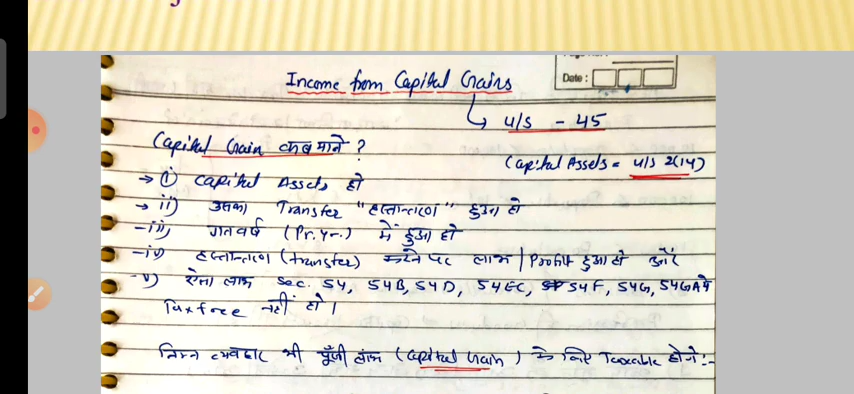 Income from Capital Gains
Date :
u/s - 45
Capital Gain कब माने ?
Capital Assets = u/s 2(14)
→ ① Capital Assets हो
→ ii) उसका Transfer "हस्तान्तरण" हुआ हो
-iii) गतवर्ष (Pr.yr.) में हुआ हो
-iv) हस्तान्तरण (transfer) करने पर लाभ / Profit हुआ हो और
-v) ऐसा लाभ Sec. 54, 54B, 54D, 54EC, 54F, 54G, 54GA में
Taxfree नहीं हो ।
निम्न व्यवहार भी पूँजी लाभ (Capital Gain) के लिए Taxable होंगे:-